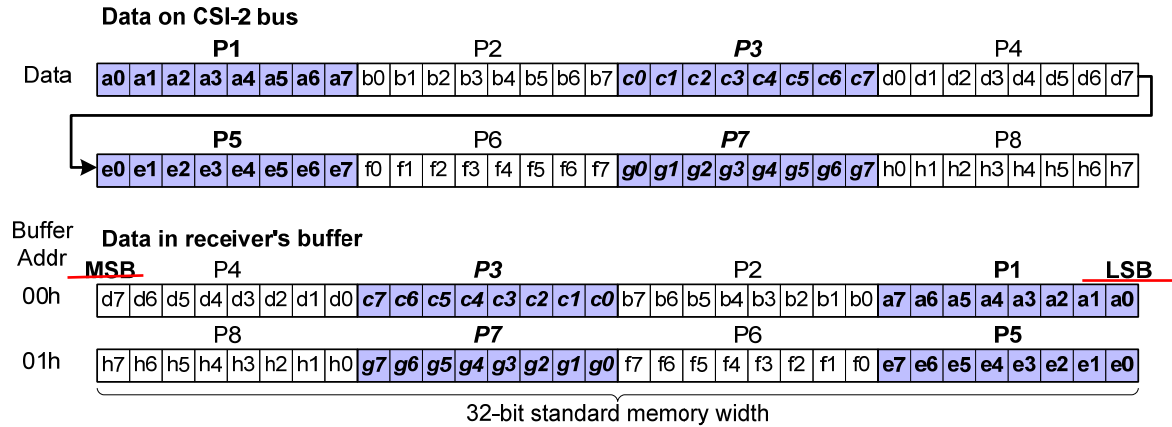 Data on CSI-2 bus
P1 P2 P3 P4
Data a0 a1 a2 a3 a4 a5 a6 a7 b0 b1 b2 b3 b4 b5 b6 b7 c0 c1 c2 c3 c4 c5 c6 c7 d0 d1 d2 d3 d4 d5 d6 d7
P5 P6 P7 P8
e0 e1 e2 e3 e4 e5 e6 e7 f0 f1 f2 f3 f4 f5 f6 f7 g0 g1 g2 g3 g4 g5 g6 g7 h0 h1 h2 h3 h4 h5 h6 h7
Buffer Addr
Data in receiver's buffer
MSB P4 P3 P2 P1 LSB
00h d7 d6 d5 d4 d3 d2 d1 d0 c7 c6 c5 c4 c3 c2 c1 c0 b7 b6 b5 b4 b3 b2 b1 b0 a7 a6 a5 a4 a3 a2 a1 a0
P8 P7 P6 P5
01h h7 h6 h5 h4 h3 h2 h1 h0 g7 g6 g5 g4 g3 g2 g1 g0 f7 f6 f5 f4 f3 f2 f1 f0 e7 e6 e5 e4 e3 e2 e1 e0
32-bit standard memory width